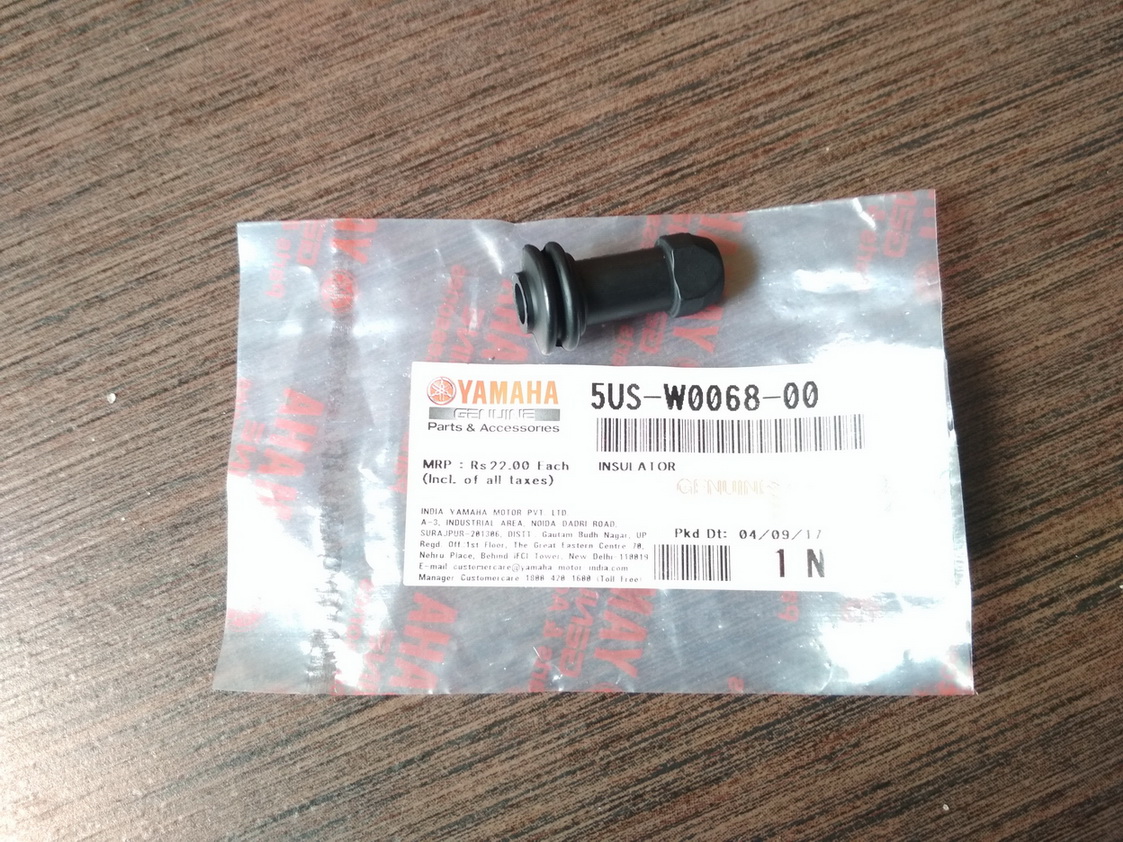 YAMAHA
GENUINE
Parts & Accessories
5US-W0068-00
MRP : Rs22.00 Each
(Incl. of all taxes)
INSULATOR
GENUINE
INDIA YAMAHA MOTOR PVT LTD
A-3, INDUSTRIAL AREA, NOIDA DADRI ROAD,
SURAJPUR-201306, DISTT Gautam Budh Nagar, UP
Regd. Off 1st Floor, The Great Eastern Centre 70,
Nehru Place, Behind IFCI Tower, New Delhi 110019
E-mail customercare@yamaha motor india.com
Manager Customercare 1800 420 1600 (Toll Free)
Pkd Dt: 04/09/17
1 N